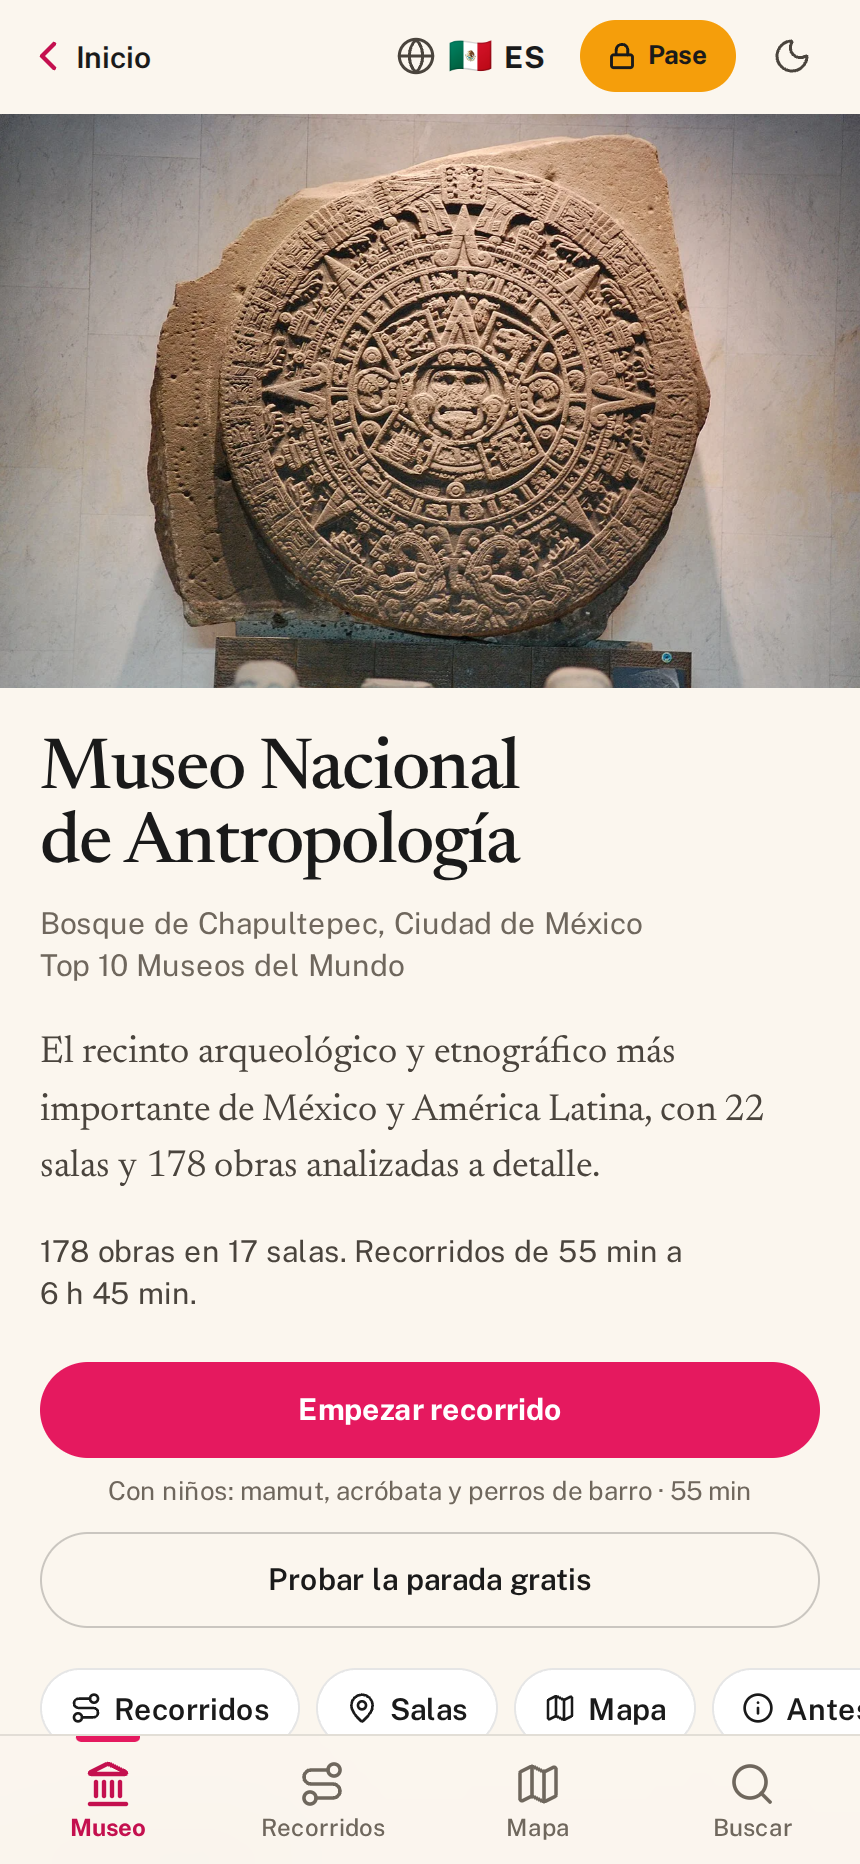 Inicio
🇲🇽 ES
Pase
Museo Nacional
de Antropología
Bosque de Chapultepec, Ciudad de México
Top 10 Museos del Mundo
El recinto arqueológico y etnográfico más
importante de México y América Latina, con 22
salas y 178 obras analizadas a detalle.
178 obras en 17 salas. Recorridos de 55 min a
6 h 45 min.
Empezar recorrido
Con niños: mamut, acróbata y perros de barro · 55 min
Probar la parada gratis
Recorridos
Salas
Mapa
Antes
Museo
Recorridos
Mapa
Buscar